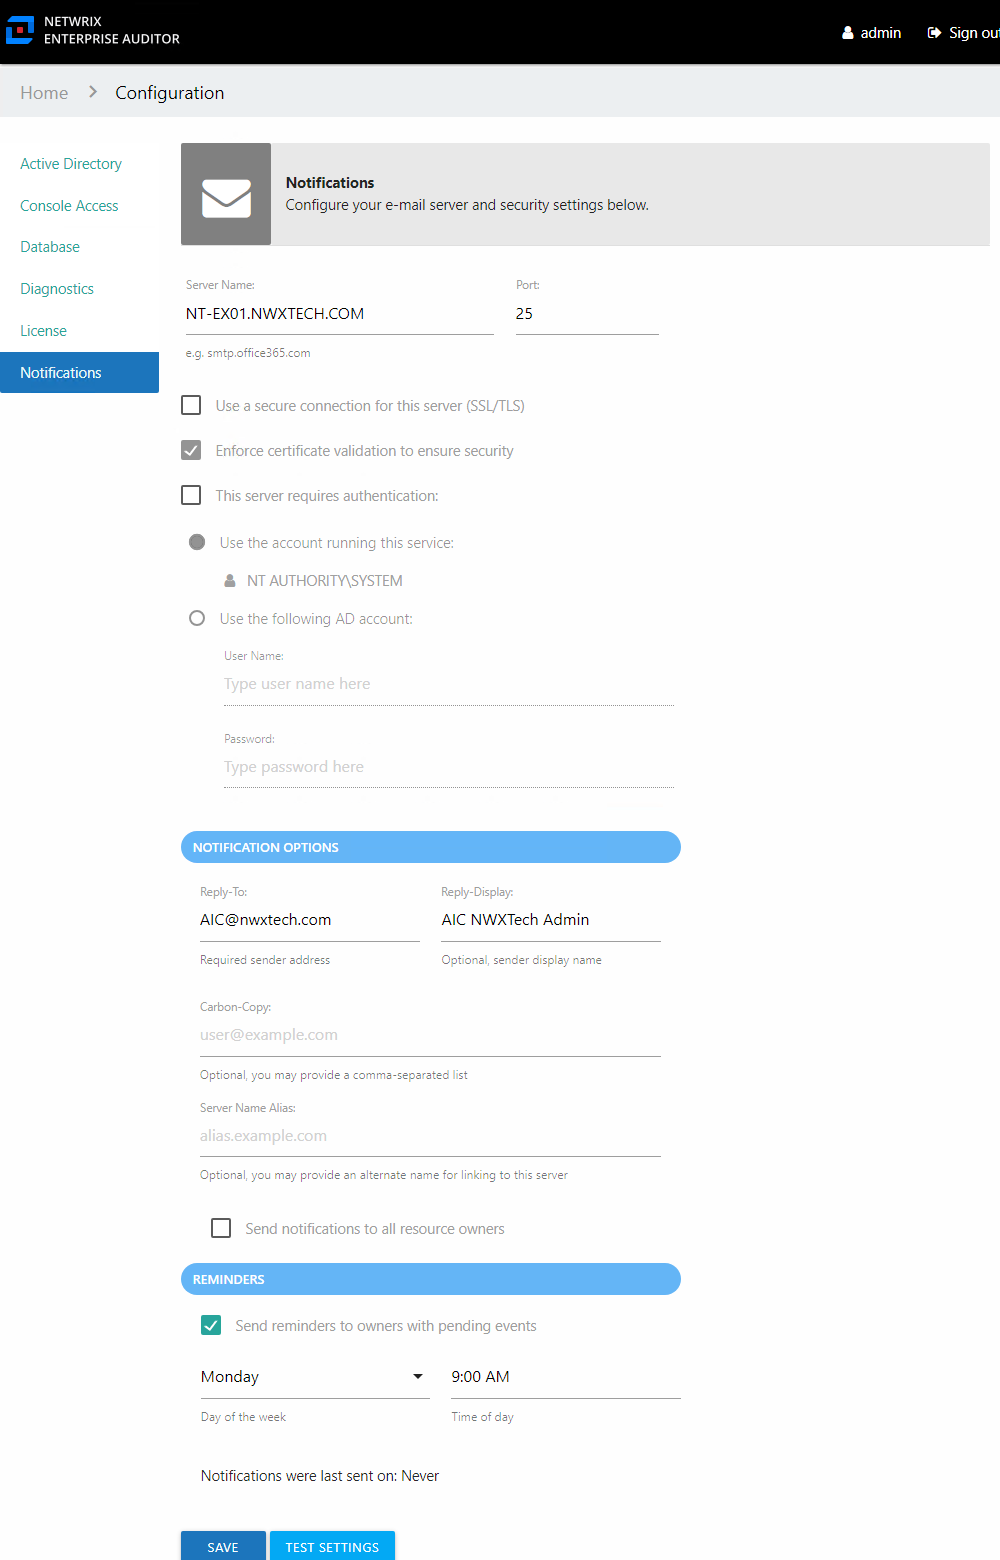 NETWRIX
ENTERPRISE AUDITOR
admin
Sign out
Home > Configuration
Active Directory
Console Access
Database
Diagnostics
License
Notifications
Notifications
Configure your e-mail server and security settings below.
Server Name: Port:
NT-EX01.NWXTECH.COM 25
e.g. smtp.office365.com
Use a secure connection for this server (SSL/TLS)
Enforce certificate validation to ensure security
This server requires authentication:
Use the account running this service:
NT AUTHORITY\SYSTEM
Use the following AD account:
User Name:
Type user name here
Password:
Type password here
NOTIFICATION OPTIONS
Reply-To: Reply-Display:
AIC@nwxtech.com AIC NWXTech Admin
Required sender address Optional, sender display name
Carbon-Copy:
user@example.com
Optional, you may provide a comma-separated list
Server Name Alias:
alias.example.com
Optional, you may provide an alternate name for linking to this server
Send notifications to all resource owners
REMINDERS
Send reminders to owners with pending events
Monday 9:00 AM
Day of the week Time of day
Notifications were last sent on: Never
SAVE TEST SETTINGS